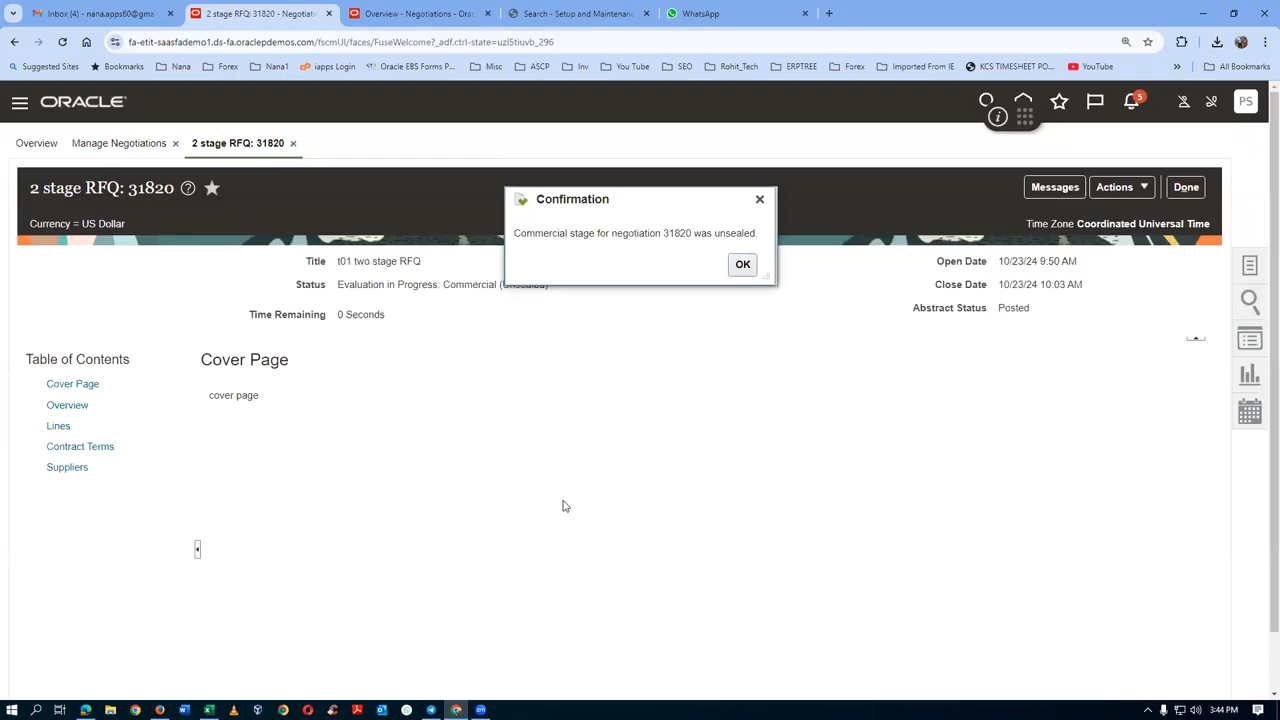 Inbox (4) - nana.apps60@gmail
2 stage RFQ: 31820 - Negotiati
Overview - Negotiations - Orac
Search - Setup and Maintenanc
WhatsApp
fa-etit-saasfademo1.ds-fa.oraclepdemos.com/fscmUI/faces/FuseWelcome?_adf.ctrl-state=uzl5tiuvb_296
Suggested Sites
Bookmarks
Nana
Forex
Nana1
iapps Login
Oracle EBS Forms P...
Misc
ASCP
Inv
You Tube
SEO
Rohit_Tech
ERPTREE
Forex
Imported From IE
KCS TIMESHEET PO...
YouTube
»
All Bookmarks
ORACLE
5
PS
Overview
Manage Negotiations
2 stage RFQ: 31820
2 stage RFQ: 31820
Messages
Actions
Done
Currency = US Dollar
Time Zone Coordinated Universal Time
Confirmation
Commercial stage for negotiation 31820 was unsealed.
OK
Title t01 two stage RFQ
Status Evaluation in Progress: Commercial (Unsealed)
Time Remaining 0 Seconds
Open Date 10/23/24 9:50 AM
Close Date 10/23/24 10:03 AM
Abstract Status Posted
Table of Contents
Cover Page
Overview
Lines
Contract Terms
Suppliers
Cover Page
cover page
3:44 PM